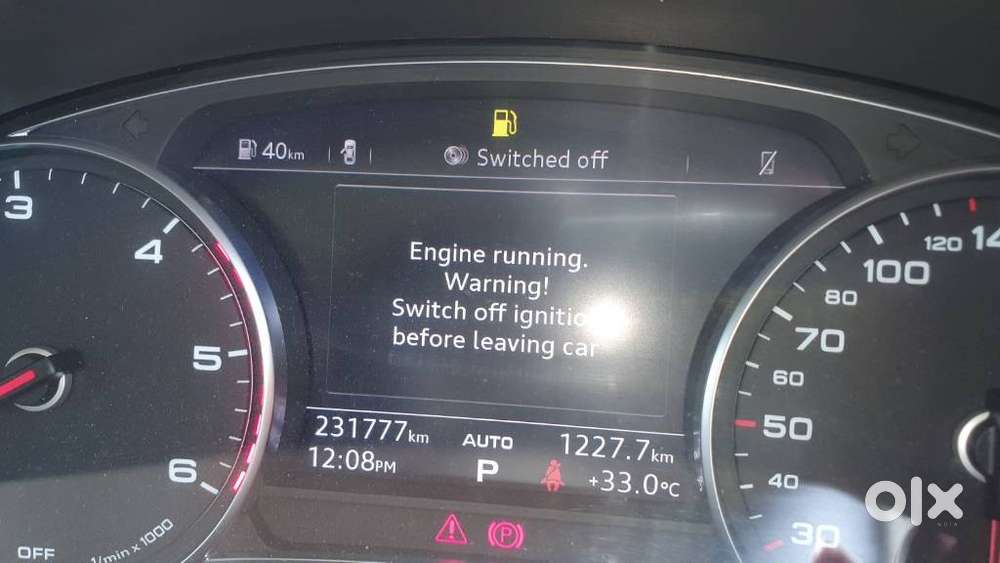 40km
Switched off
Engine running.
Warning!
Switch off ignitio
before leaving car
231777km
AUTO
1227.7km
12:08PM
P
+33.0°C
P
3
4
5
6
OFF
1/min x 1000
120
100
80
70
60
50
40
30
olx
INDIA